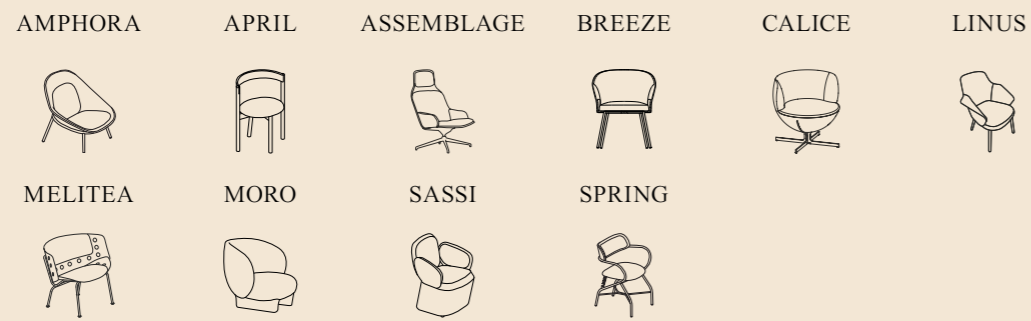 AMPHORA APRIL ASSEMBLAGE BREEZE CALICE LINUS
MELITEA MORO SASSI SPRING